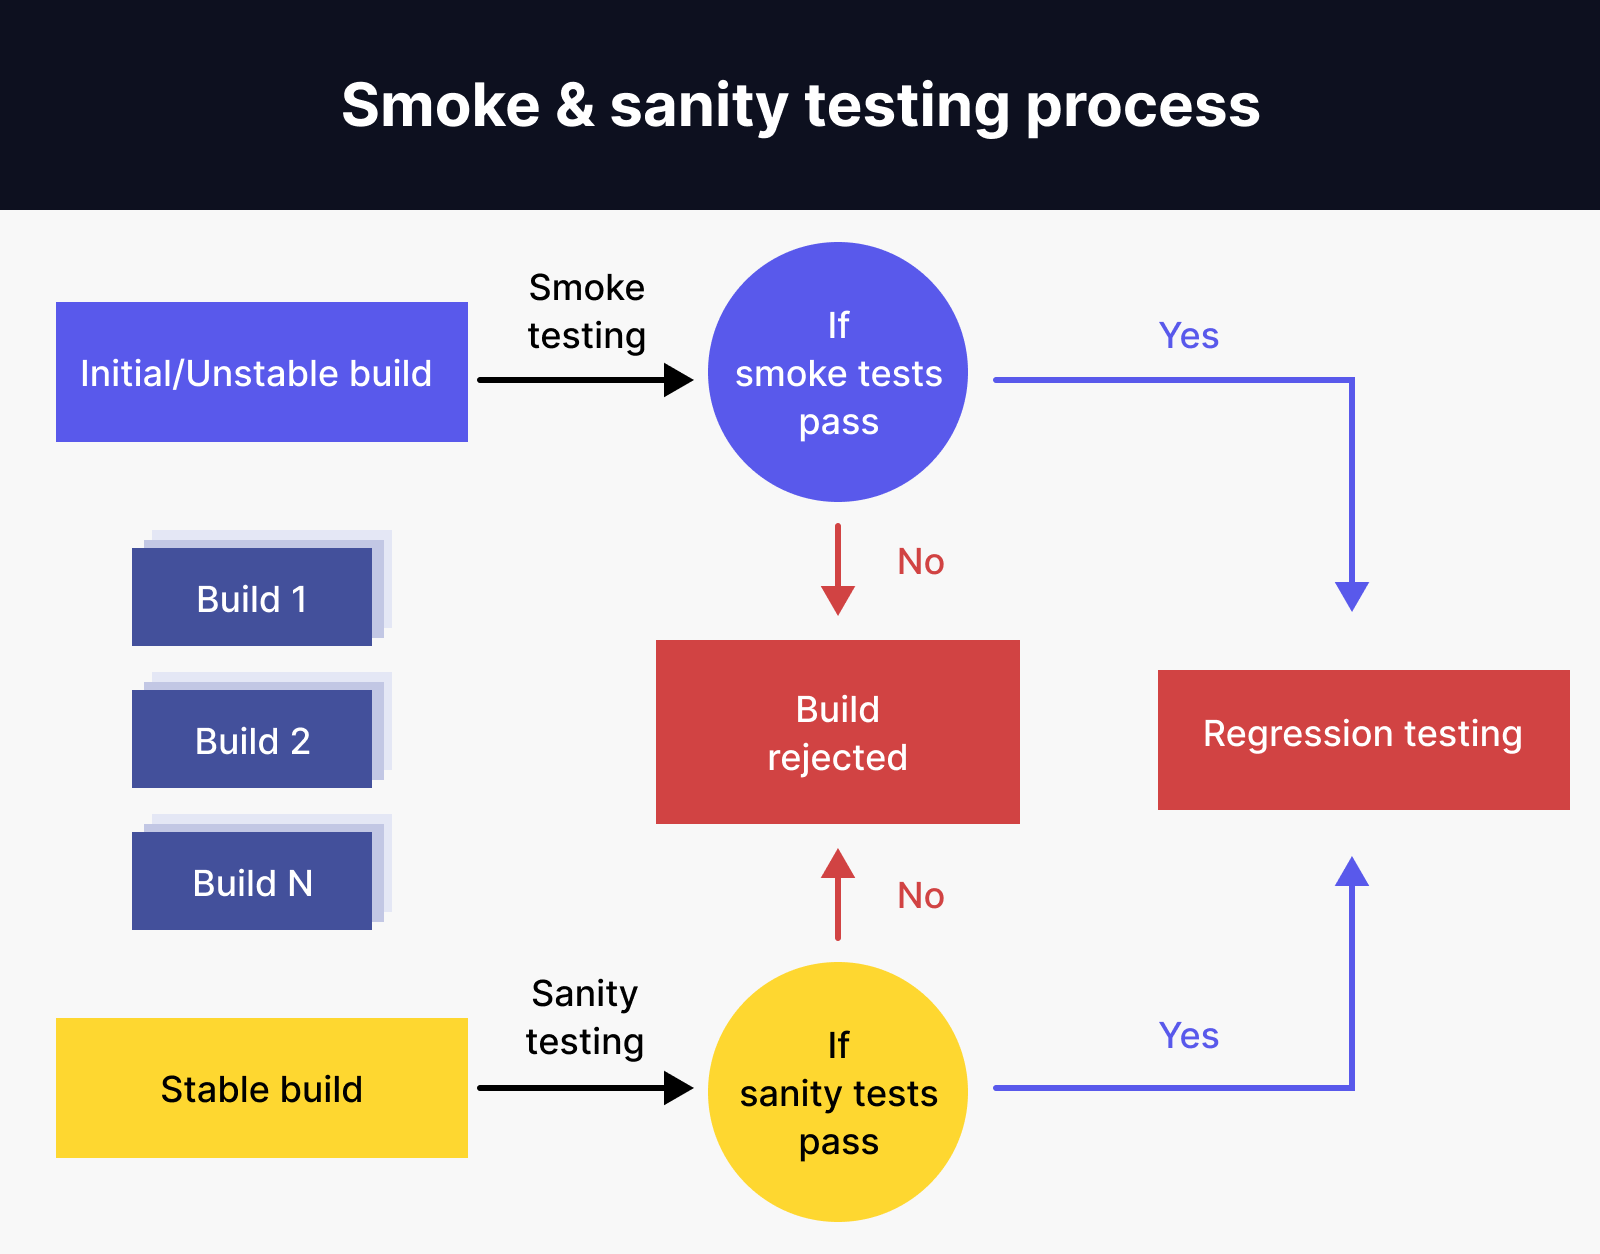 Smoke & sanity testing process
Smoke
testing
Initial/Unstable build
If
smoke tests
pass
Yes
No
Build 1
Build 2
Build N
Build
rejected
Regression testing
No
Sanity
testing
Stable build
If
sanity tests
pass
Yes